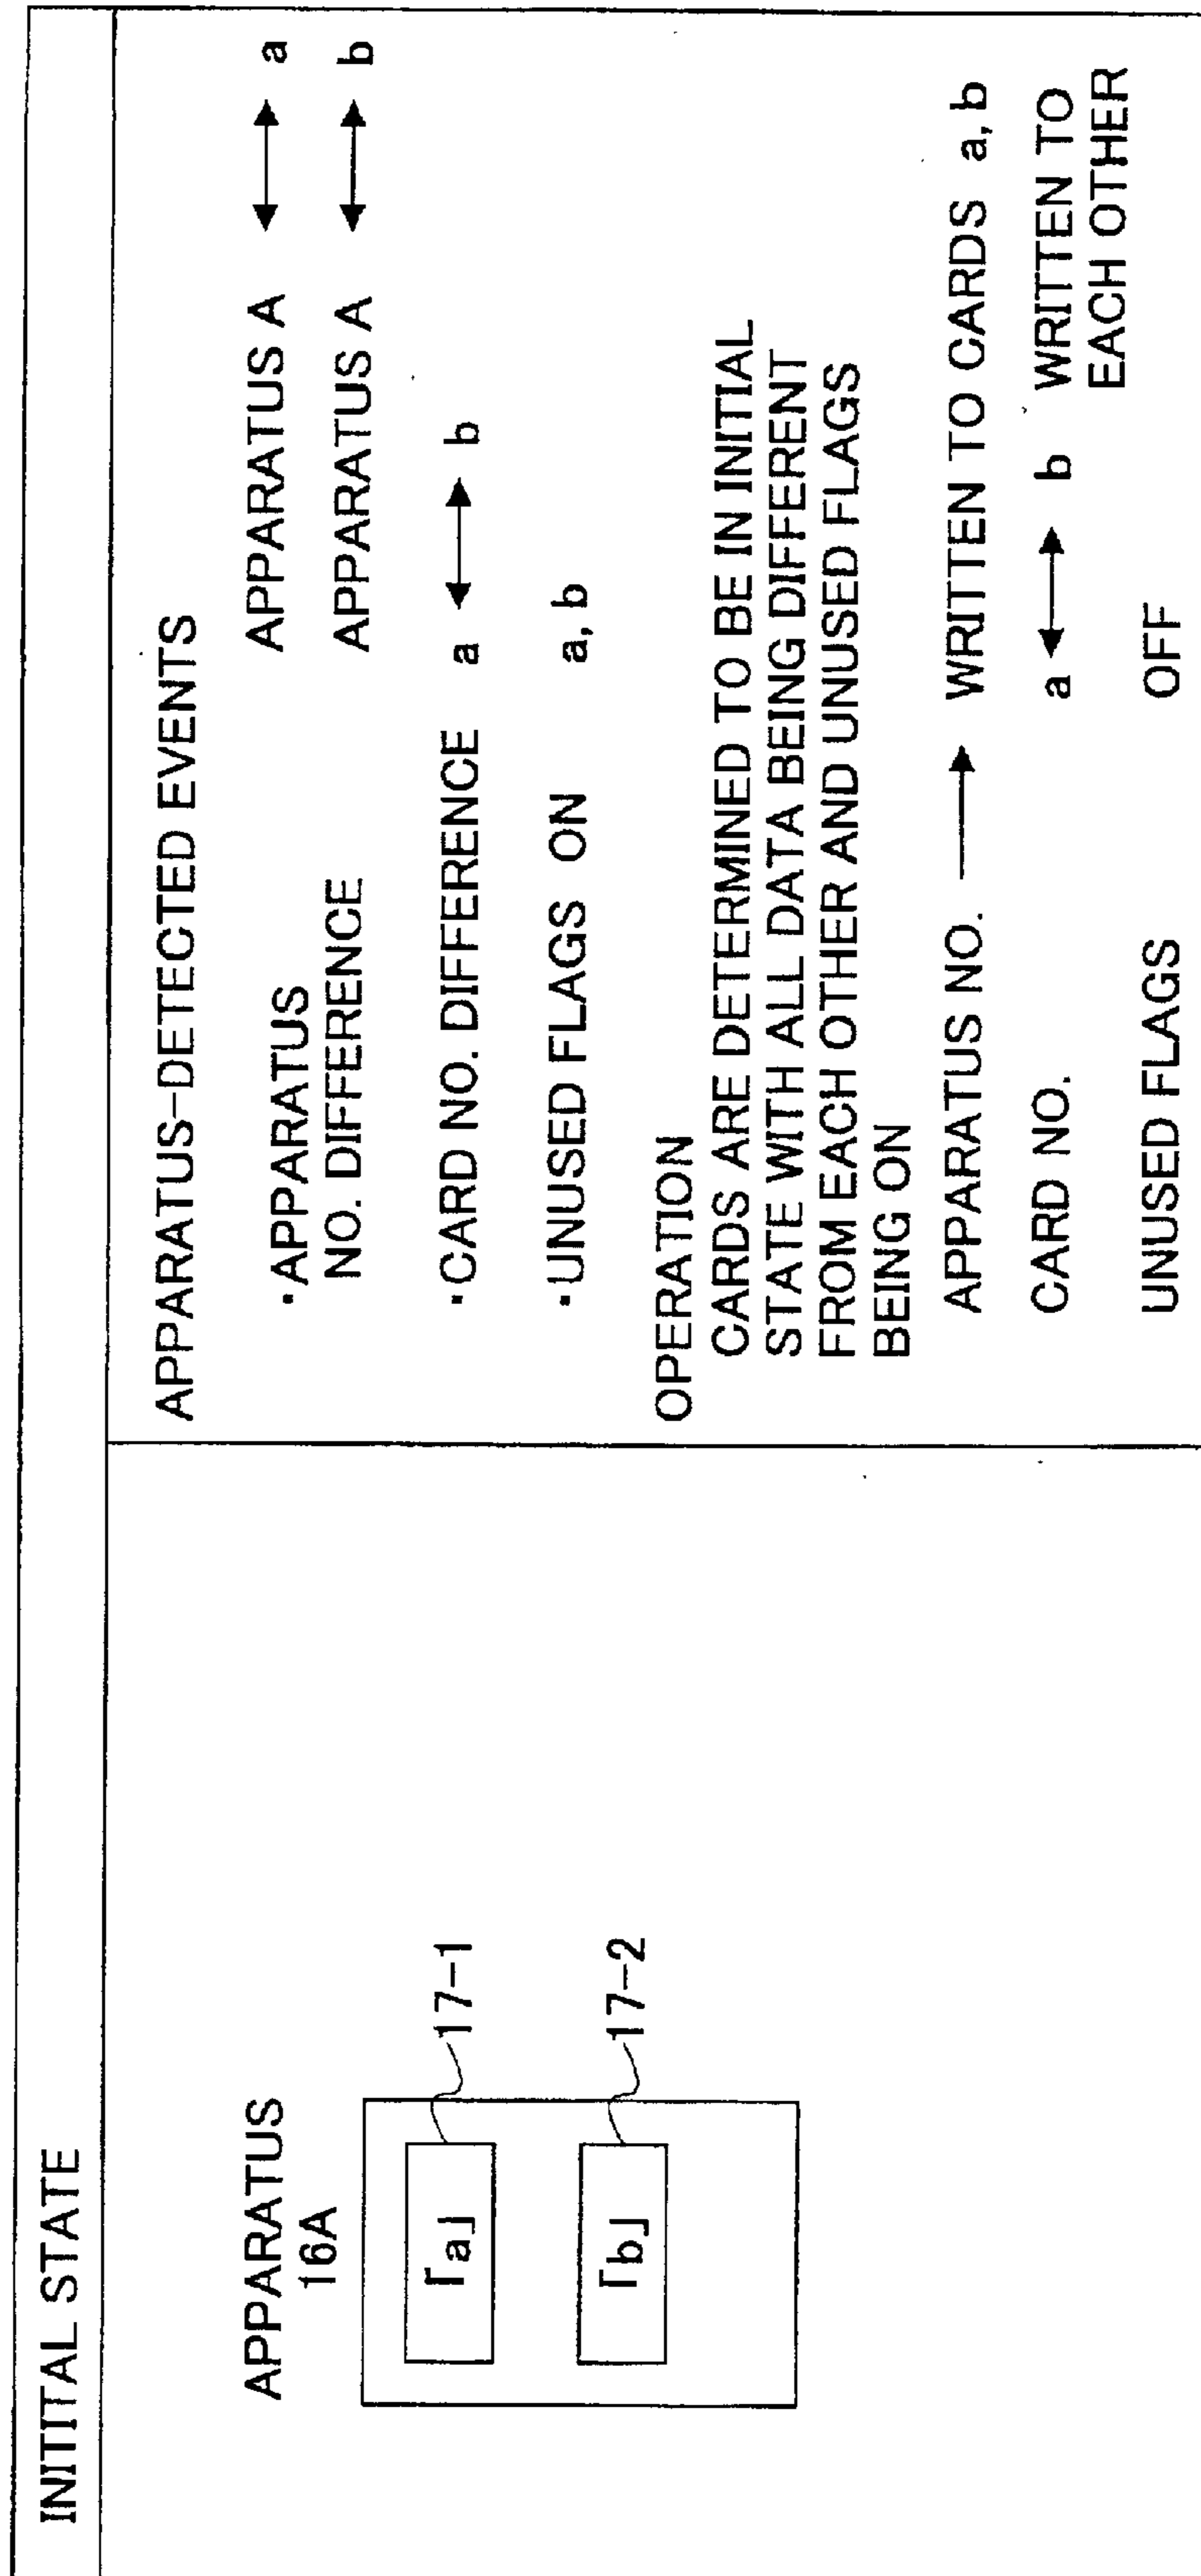 INITITAL STATE
APPARATUS
16A
「a」
17-1
「b」
17-2
APPARATUS-DETECTED EVENTS
·APPARATUS
NO. DIFFERENCE
APPARATUS A ↔ a
APPARATUS A ↔ b
·CARD NO. DIFFERENCE a ↔ b
·UNUSED FLAGS ON a, b
OPERATION
CARDS ARE DETERMINED TO BE IN INITIAL
STATE WITH ALL DATA BEING DIFFERENT
FROM EACH OTHER AND UNUSED FLAGS
BEING ON
APPARATUS NO. → WRITTEN TO CARDS a, b
CARD NO. a ↔ b WRITTEN TO
EACH OTHER
UNUSED FLAGS OFF